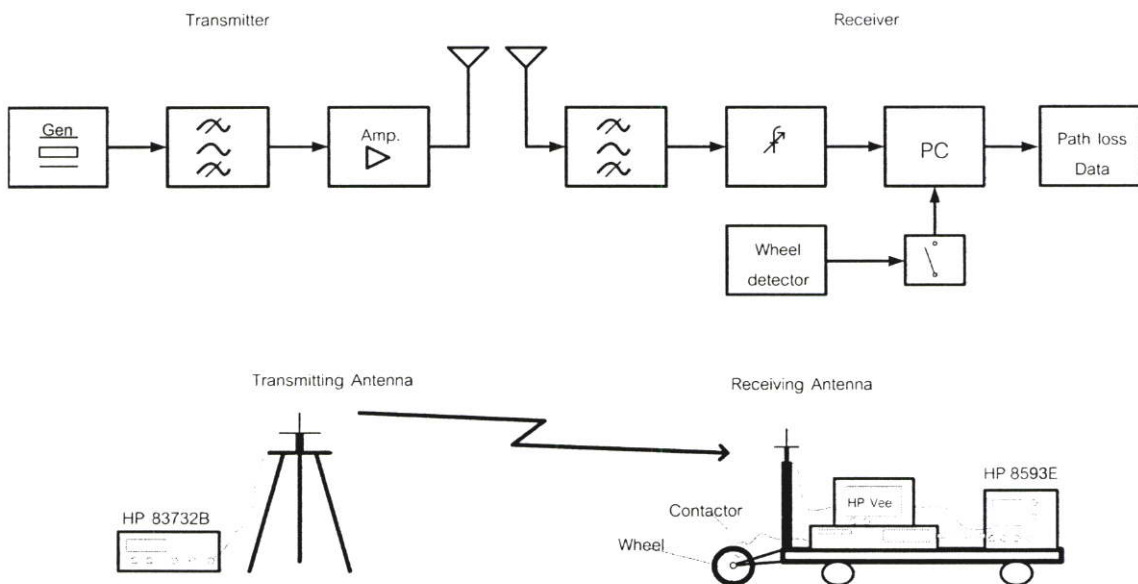 Transmitter
Receiver
Gen
Amp.
PC
Path loss
Data
Wheel
detector
Transmitting Antenna
Receiving Antenna
HP 83732B
HP 8593E
HP Vee
Contactor
Wheel